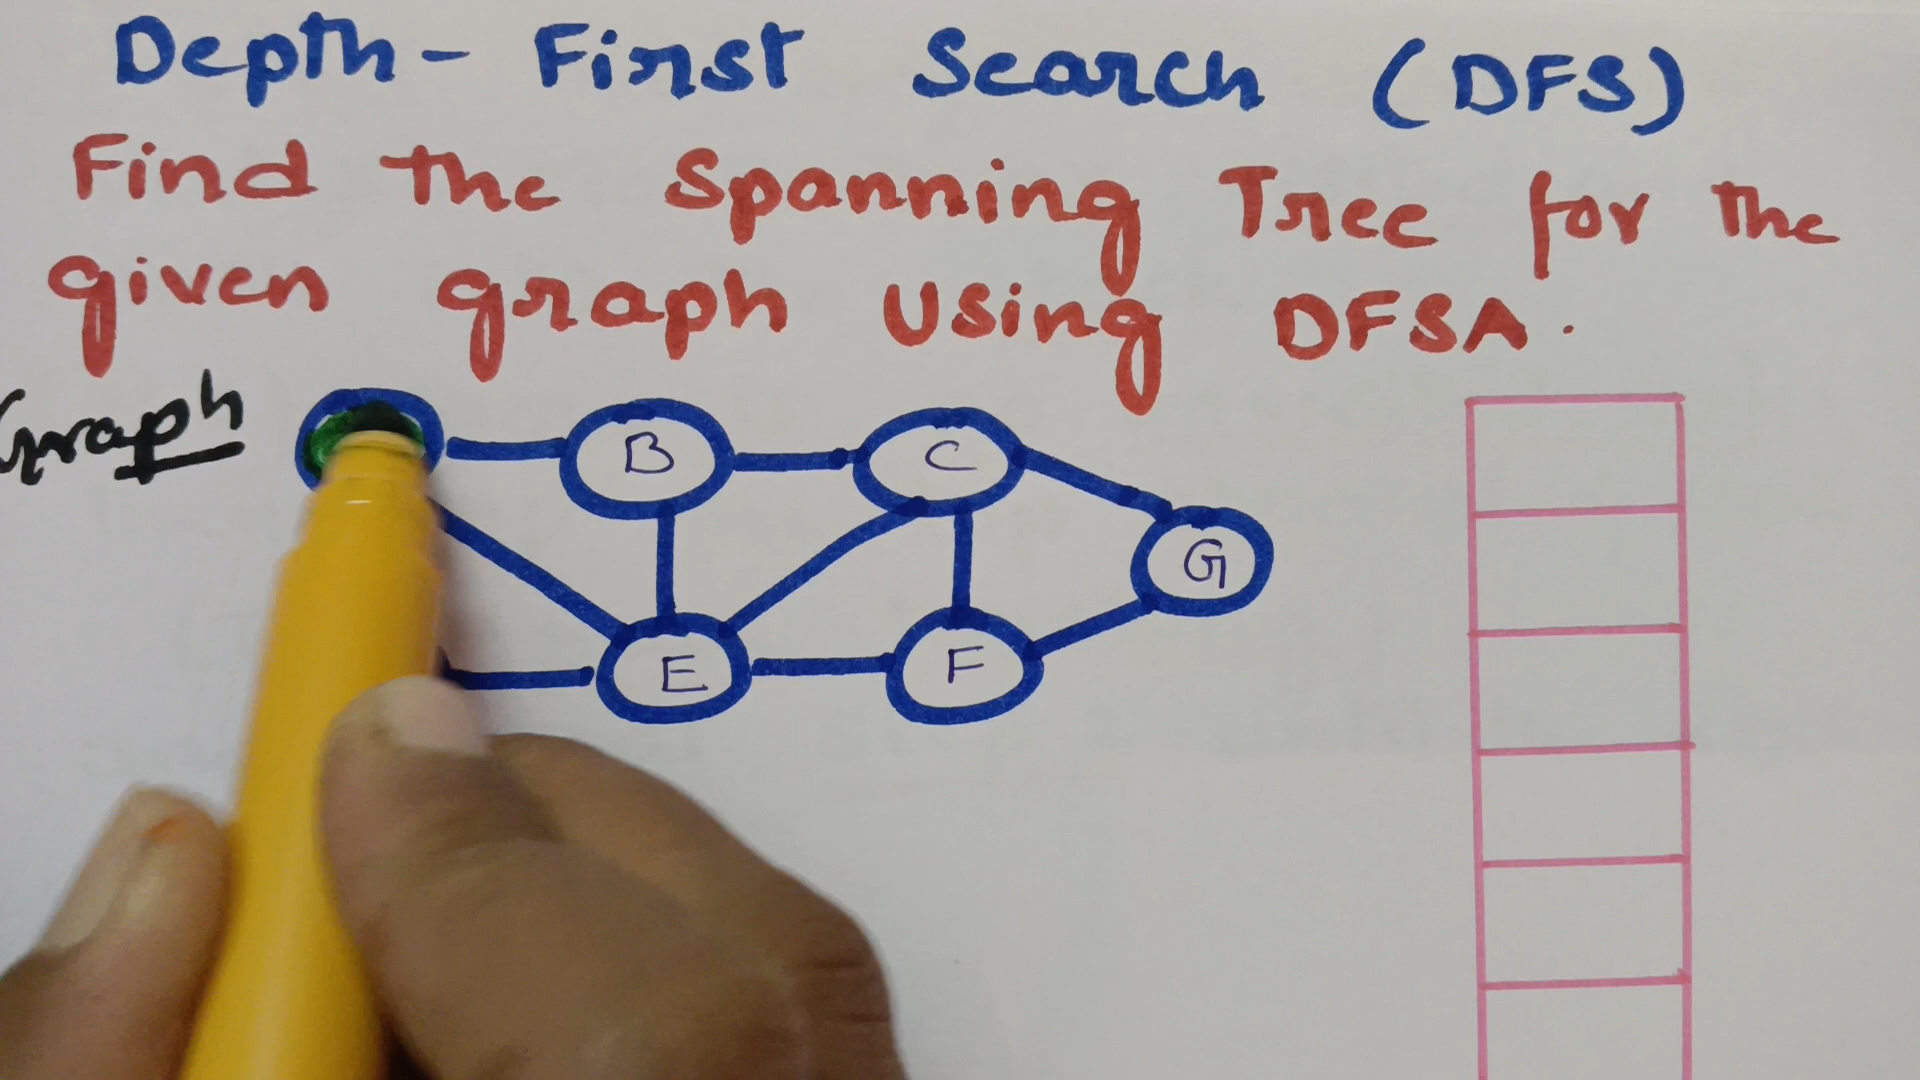 Depth - First Search (DFS)
Find the Spanning Tree for the
given graph using DFSA.
Graph
B
C
G
E
F